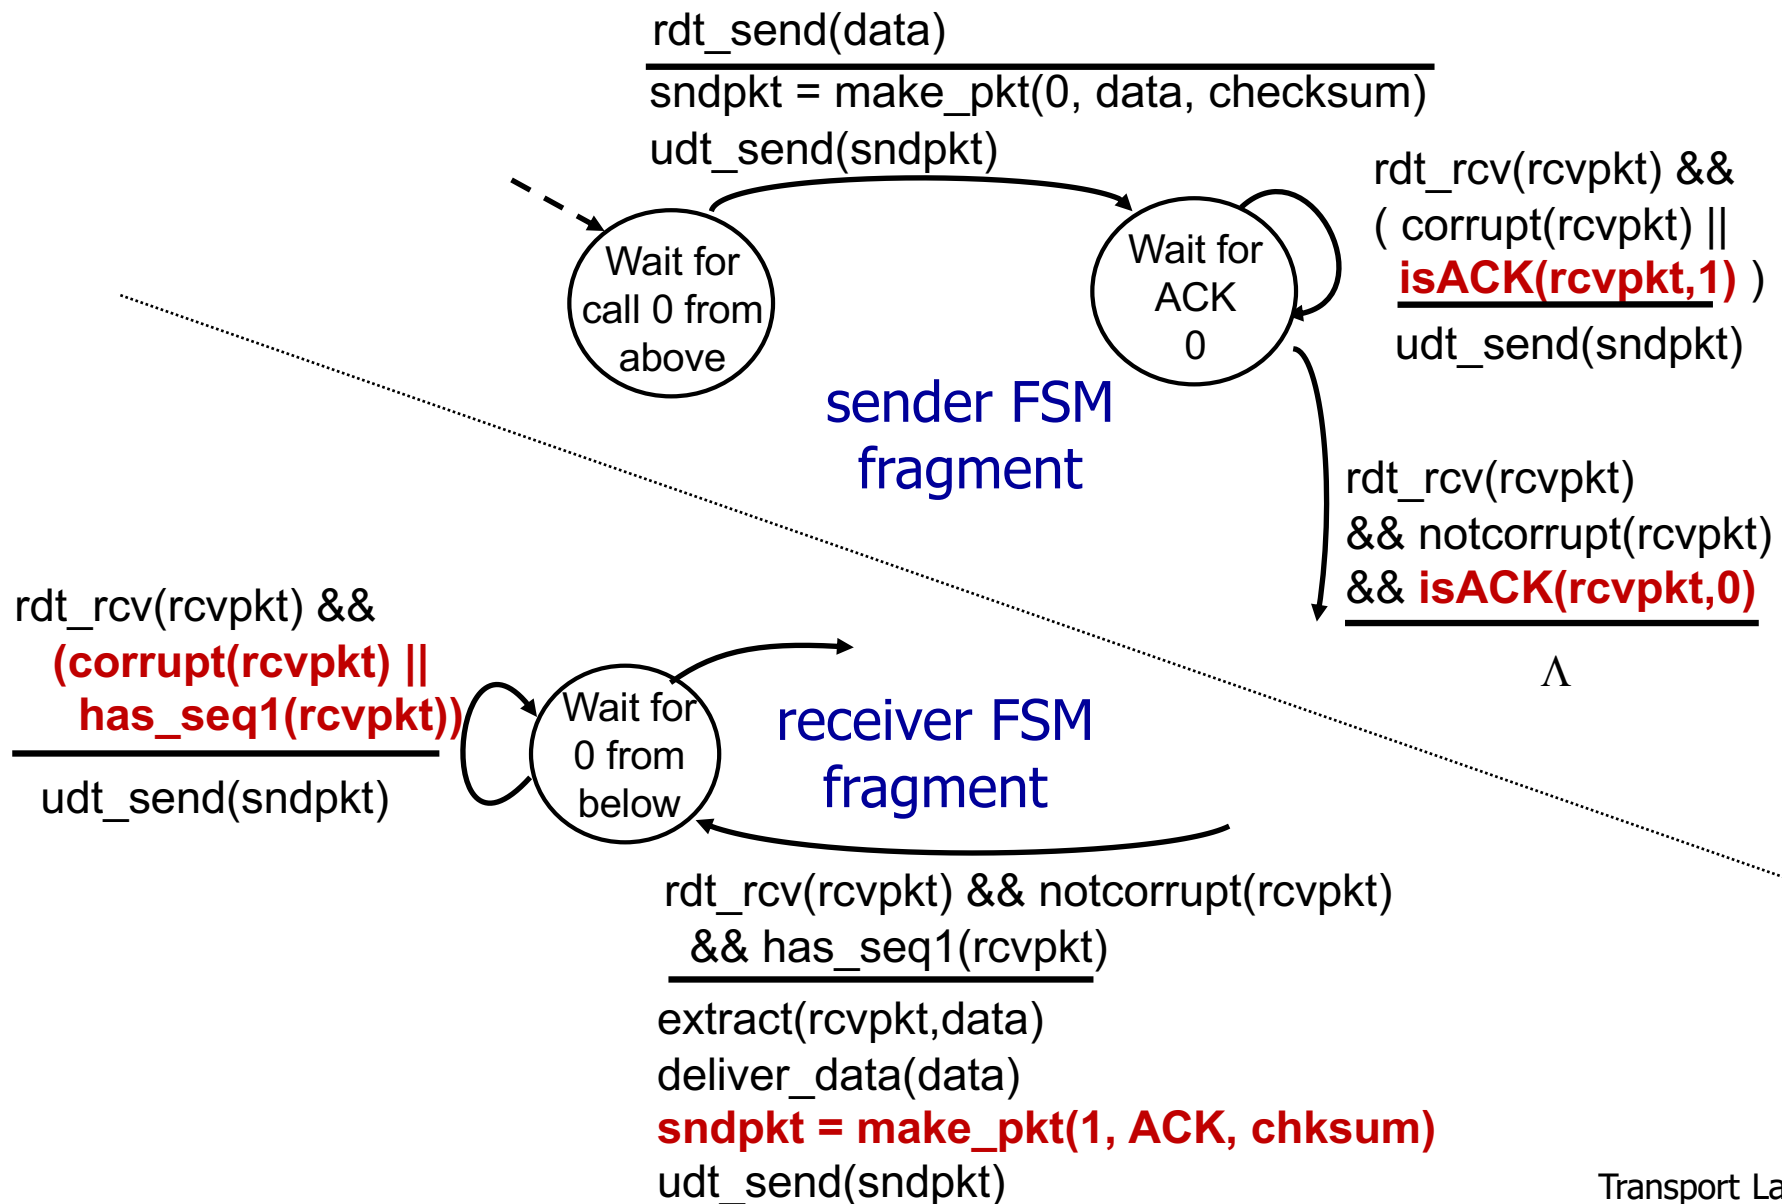 rdt_send(data)
sndpkt = make_pkt(0, data, checksum)
udt_send(sndpkt)
Wait for
call 0 from
above
Wait for
ACK
0
rdt_rcv(rcvpkt) &&
( corrupt(rcvpkt) ||
isACK(rcvpkt,1) )
udt_send(sndpkt)
sender FSM
fragment
rdt_rcv(rcvpkt)
&& notcorrupt(rcvpkt)
&& isACK(rcvpkt,0)
Λ
rdt_rcv(rcvpkt) &&
(corrupt(rcvpkt) ||
has_seq1(rcvpkt))
udt_send(sndpkt)
Wait for
0 from
below
receiver FSM
fragment
rdt_rcv(rcvpkt) && notcorrupt(rcvpkt)
&& has_seq1(rcvpkt)
extract(rcvpkt,data)
deliver_data(data)
sndpkt = make_pkt(1, ACK, chksum)
udt_send(sndpkt)
Transport La